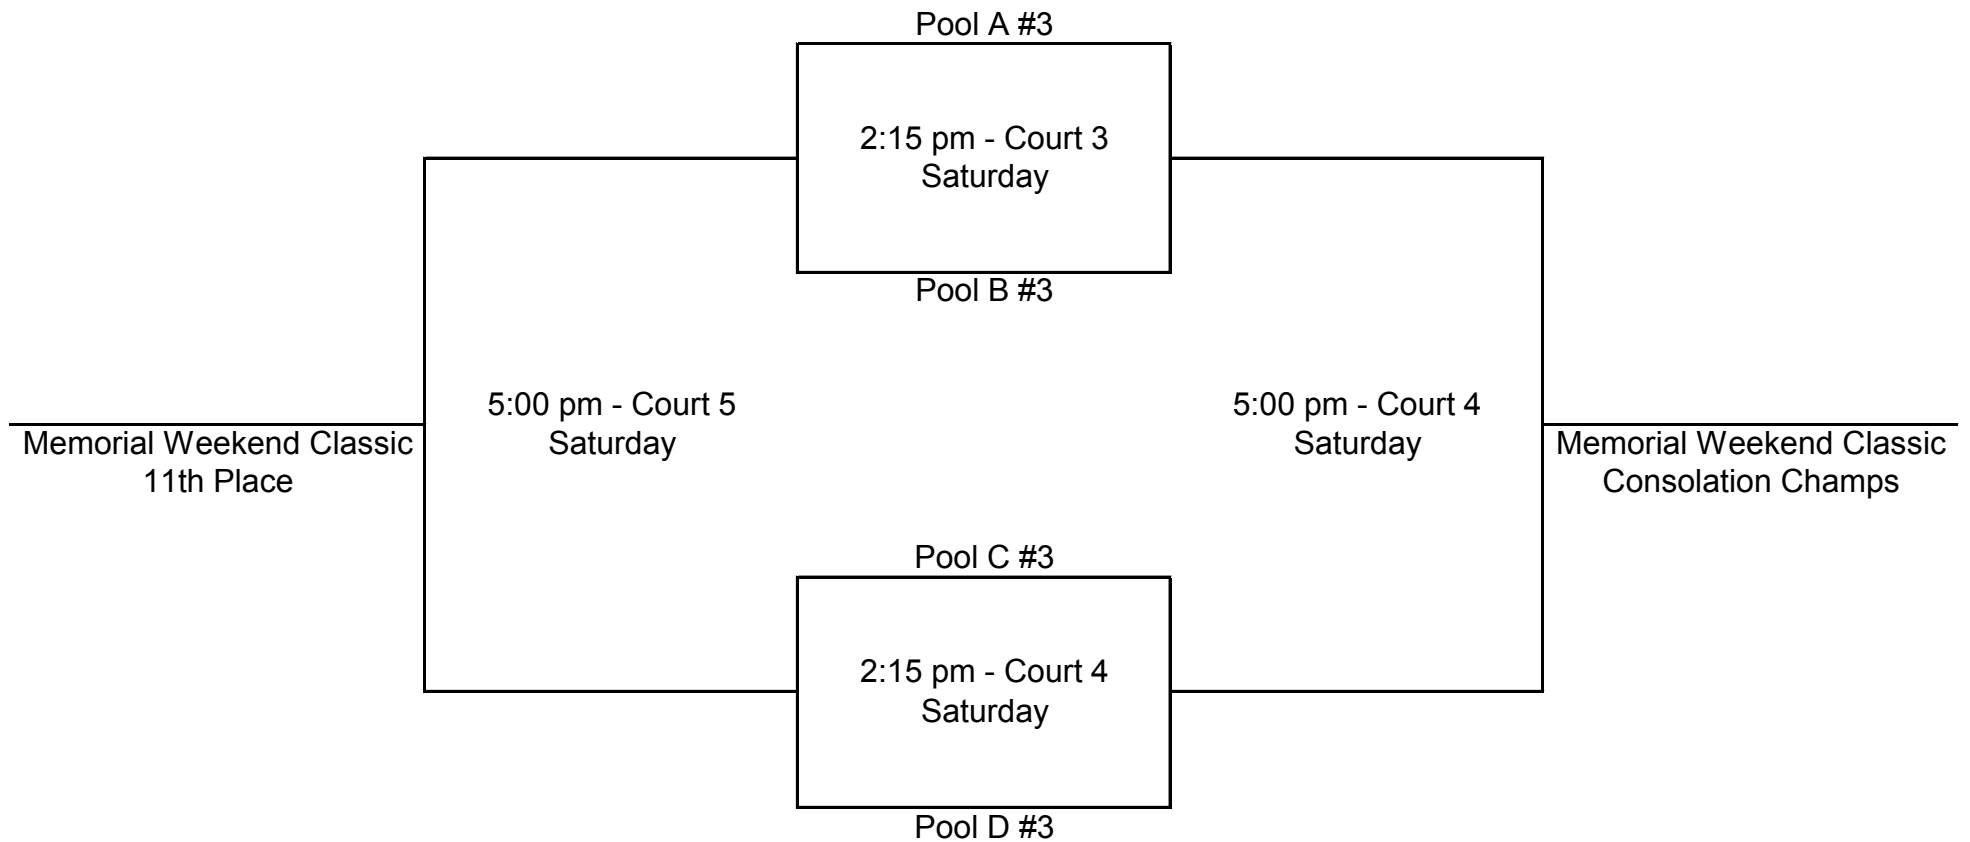 Pool A #3
2:15 pm - Court 3
Saturday
Pool B #3
5:00 pm - Court 5
Saturday
5:00 pm - Court 4
Saturday
Memorial Weekend Classic
11th Place
Memorial Weekend Classic
Consolation Champs
Pool C #3
2:15 pm - Court 4
Saturday
Pool D #3